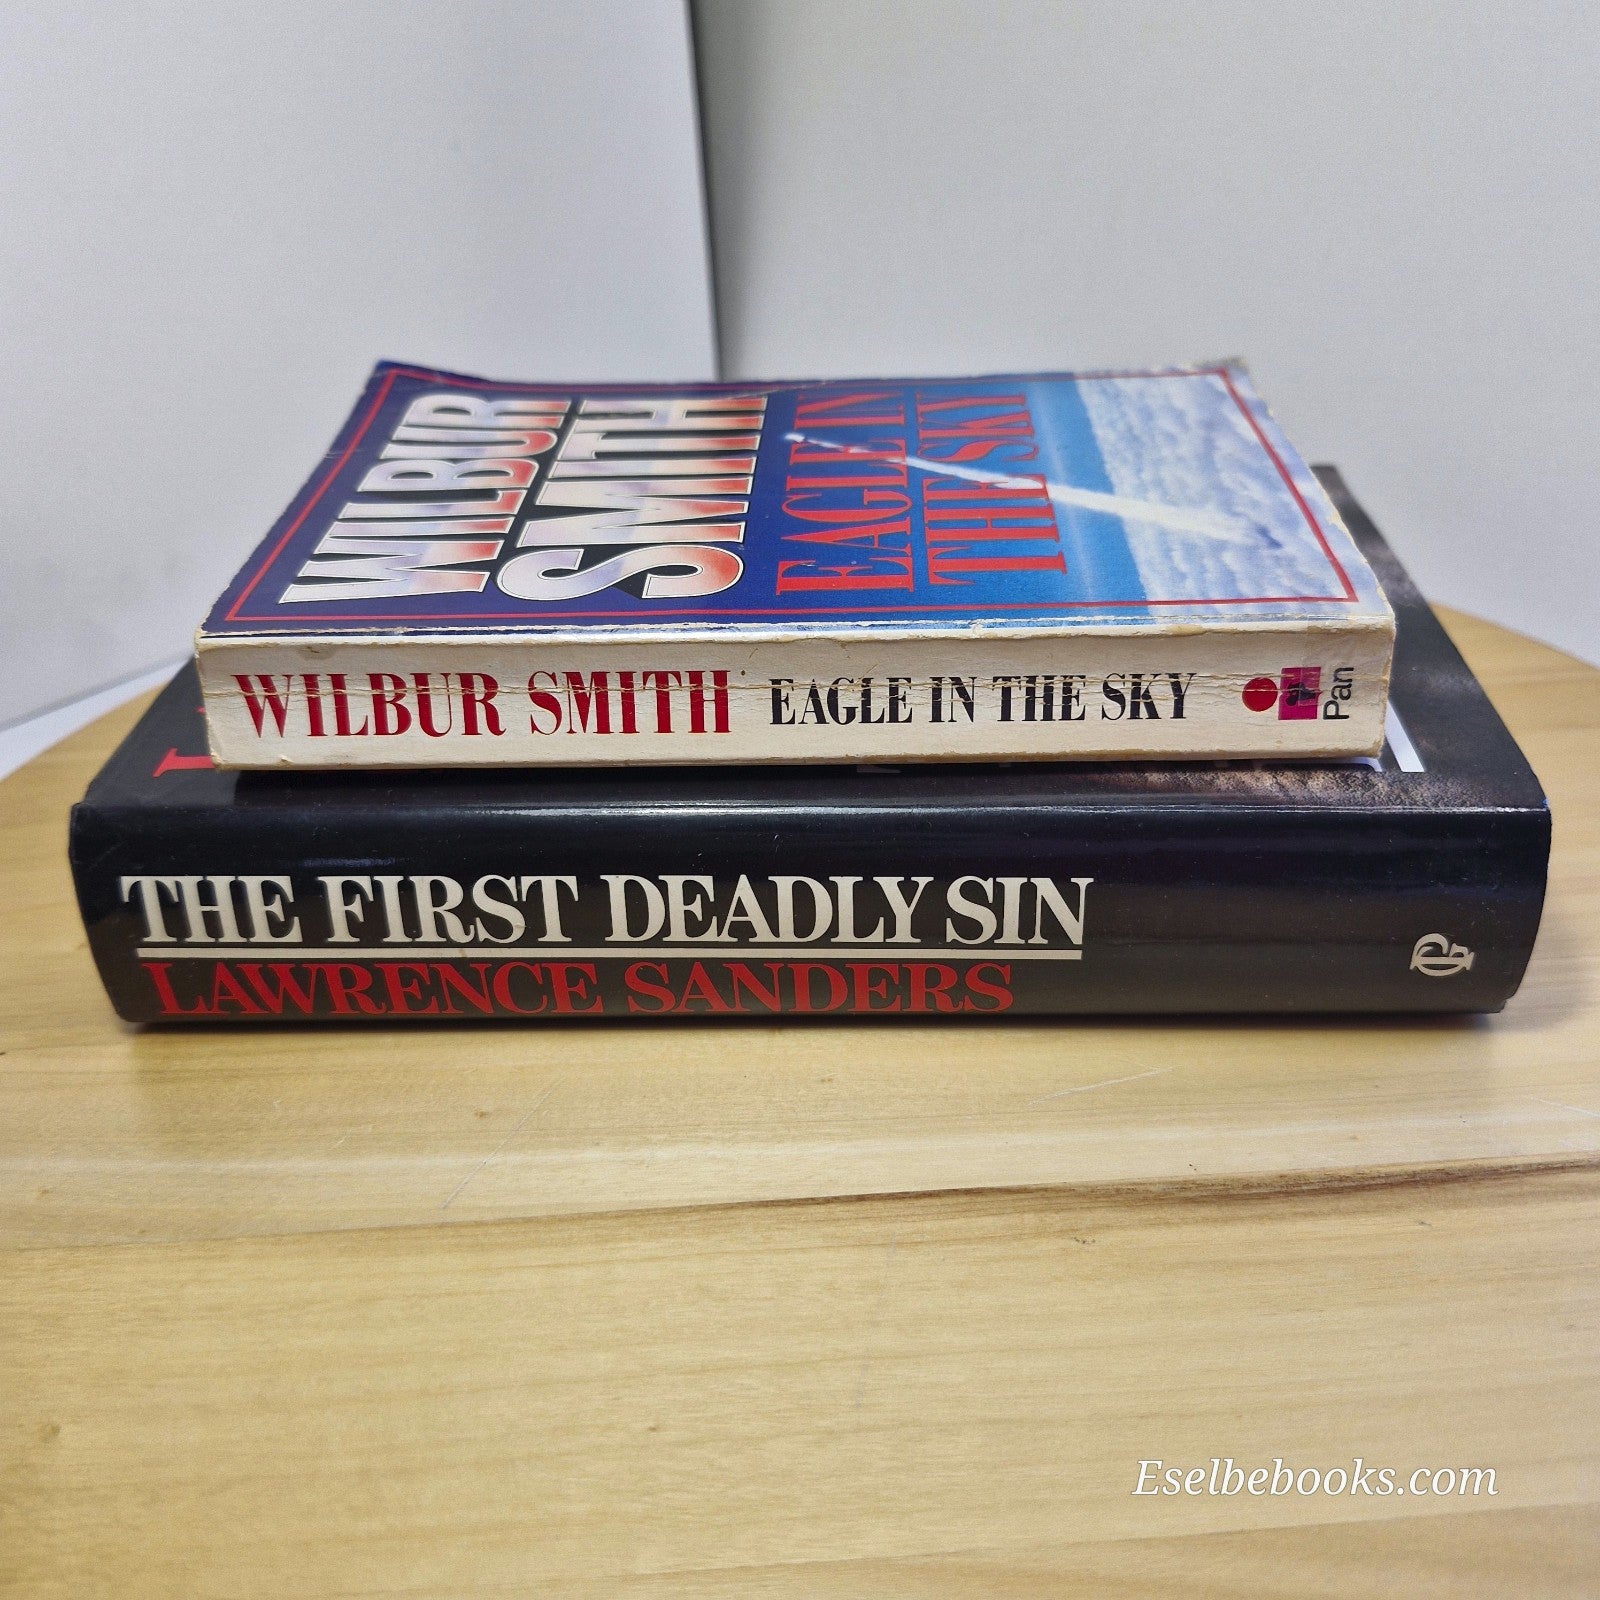 WILBUR
SMITH
EAGLE IN
THE SKY
WILBUR SMITH EAGLE IN THE SKY Pan
THE FIRST DEADLY SIN
LAWRENCE SANDERS
Eselbebooks.com